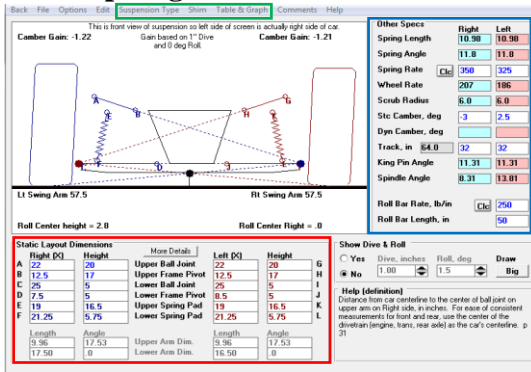 Back File Options Edit Suspension Type Shim Table & Graph Comments Help
This is front view of suspension so left side of screen is actually right side of car.
Camber Gain: -1.22 Gain based on 1" Dive Camber Gain: -1.21
and 0 deg Roll.
A B E F D H G J
Lt Swing Arm 57.5 Rt Swing Arm 57.5
Roll Center height = 2.8 Roll Center Right = .0
Other Specs
Right Left
Spring Length 10.98 10.98
Spring Angle 11.8 11.8
Spring Rate Clc 350 325
Wheel Rate 207 186
Scrub Radius 6.0 6.0
Stc Camber, deg -3 2.5
Dyn Camber, deg
Track, in 64.0 32 32
King Pin Angle 11.31 11.31
Spindle Angle 8.31 13.81
Roll Bar Rate, lb/in Clc 250
Roll Bar Length, in 50
Static Layout Dimensions
Right (X) Height More Details Left (X) Height
A 22 20 Upper Ball Joint 22 20 G
B 12.5 17 Upper Frame Pivot 12.5 17 H
C 25 5 Lower Ball Joint 25 5 I
D 7.5 5 Lower Frame Pivot 8.5 5 J
E 19 16.5 Upper Spring Pad 19 16.5 K
F 21.25 5.75 Lower Spring Pad 21.25 5.75 L
Length Angle Length Angle
9.96 17.53 Upper Arm Dim. 9.96 17.53
17.50 .0 Lower Arm Dim. 16.50 .0
Show Dive & Roll
Yes Dive, inches Roll, deg Draw
No 1.00 1.5 Big
Help (definition)
Distance from car centerline to the center of ball joint on
upper arm on Right side, in inches. For ease of consistent
measurements for front and rear, use the center of the
drivetrain (engine, trans, rear axle) as the car's centerline. p
31